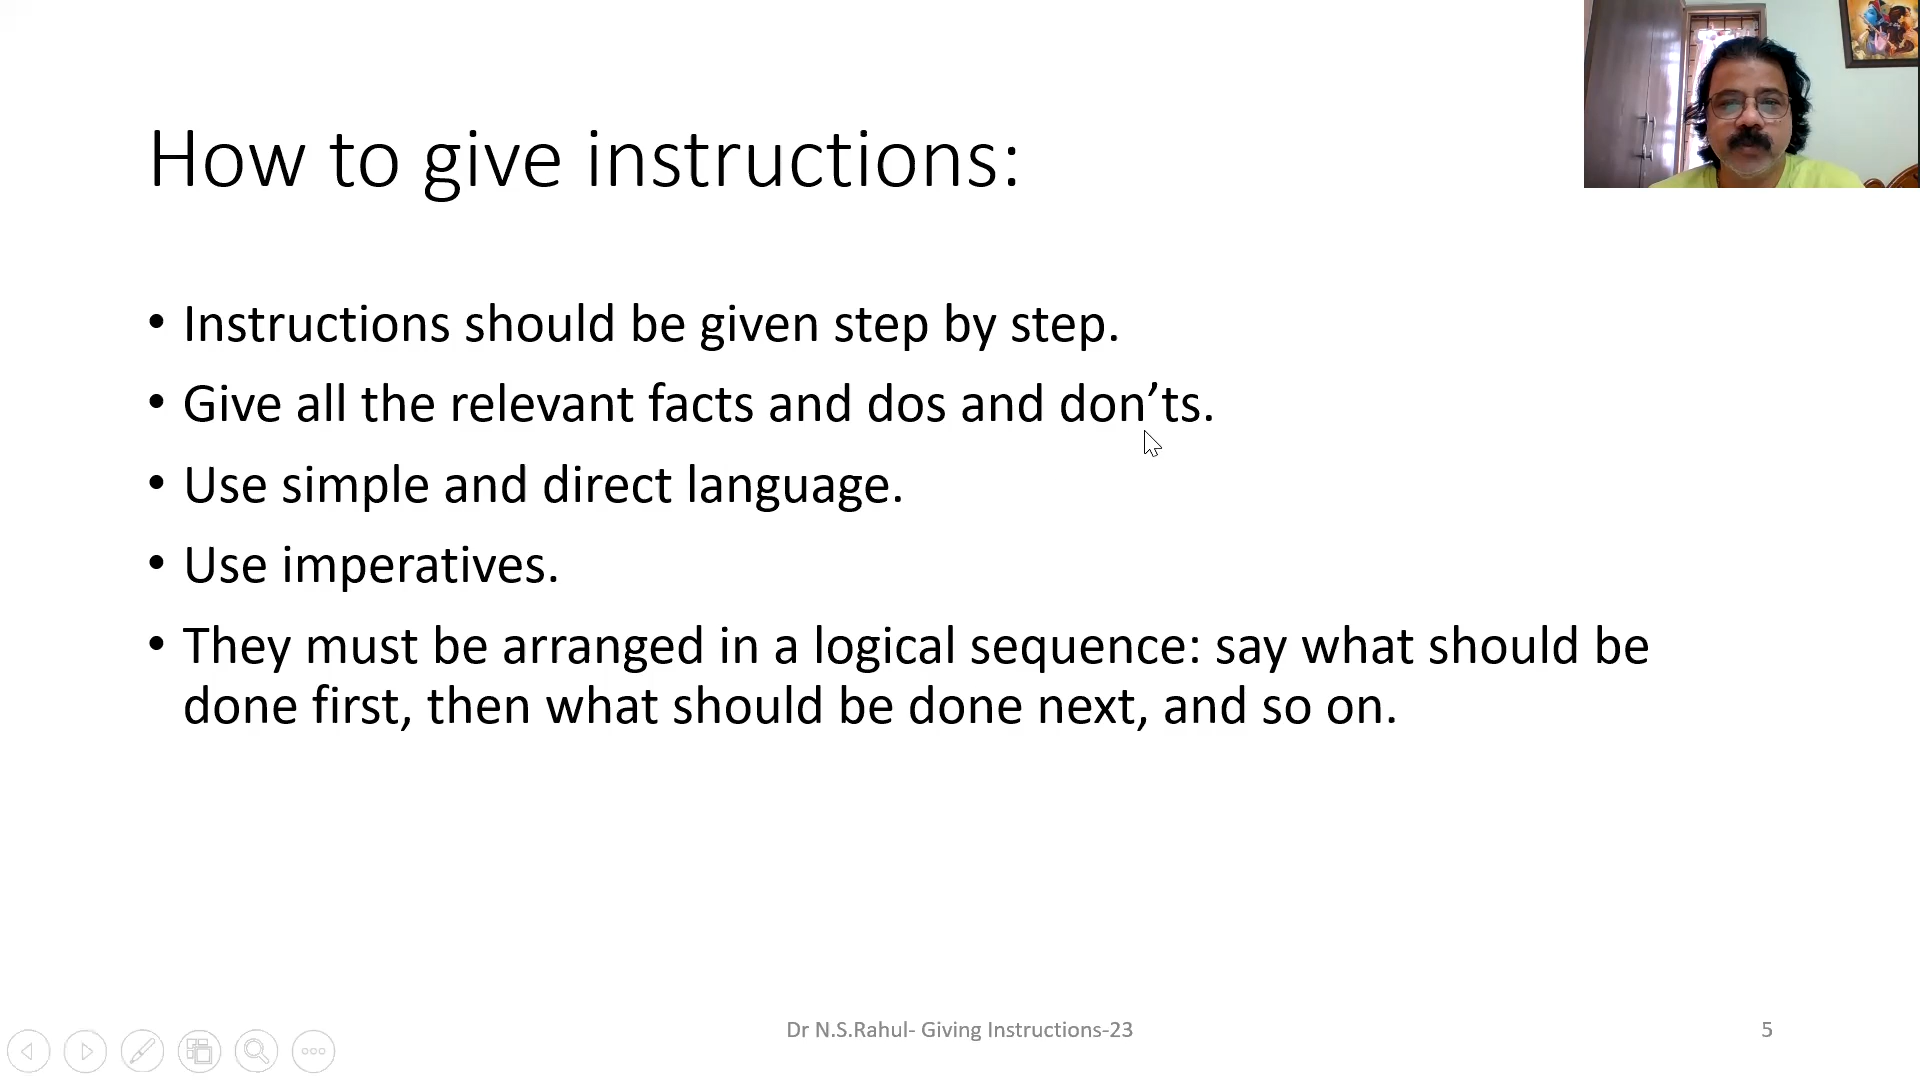 How to give instructions:
• Instructions should be given step by step.
• Give all the relevant facts and dos and don’ts.
• Use simple and direct language.
• Use imperatives.
• They must be arranged in a logical sequence: say what should be
done first, then what should be done next, and so on.
Dr N.S.Rahul- Giving Instructions-23
5